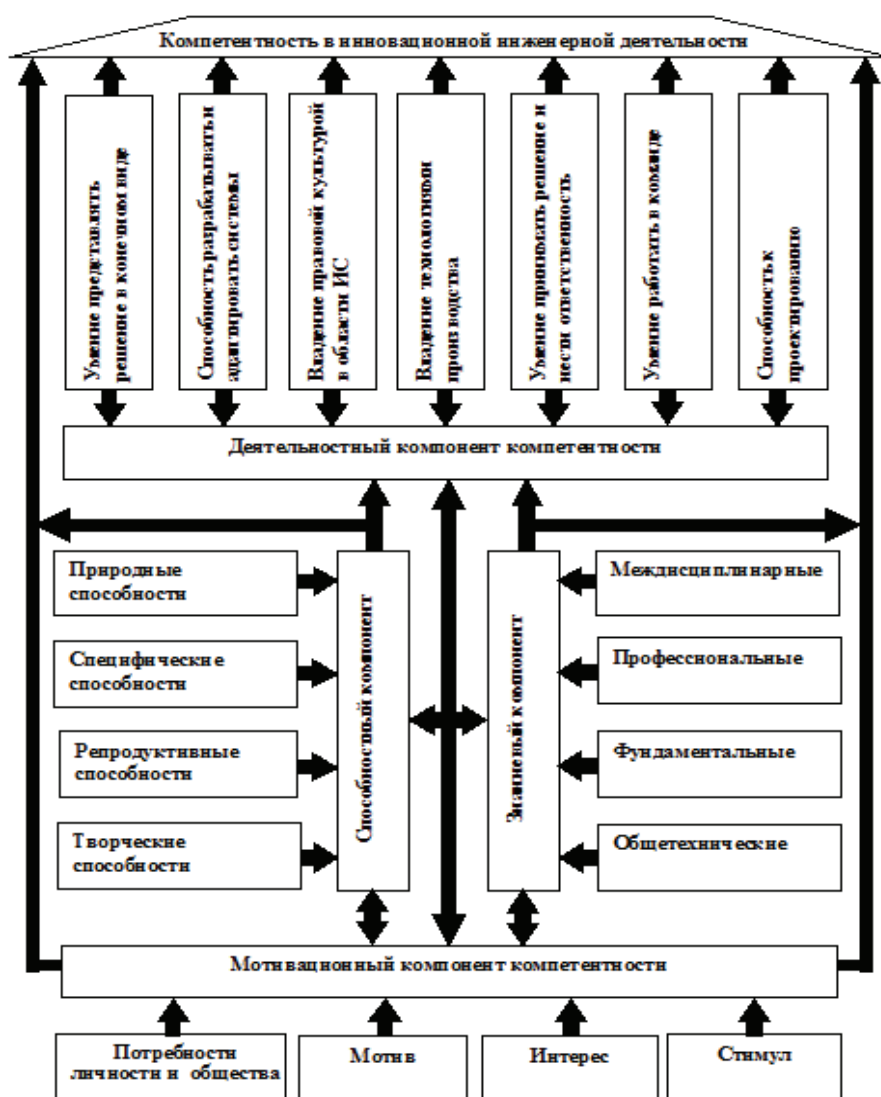 Компетентность в инновационной инженерной деятельности
Умение представлять
решение в конечном виде
Способность разрабатывать и
адаптировать системы
Владение правовой культурой
в области ИС
Владение технологиями
производства
Умение принимать решение и
нести ответственность
Умение работать в команде
Способность к
проектированию
Деятельностный компонент компетентности
Природные
способности
Специфические
способности
Репродуктивные
способности
Творческие
способности
Способностный компонент
Знаниевый компонент
Междисциплинарные
Профессиональные
Фундаментальные
Общетехнические
Мотивационный компонент компетентности
Потребности
личности и общества
Мотив
Интерес
Стимул